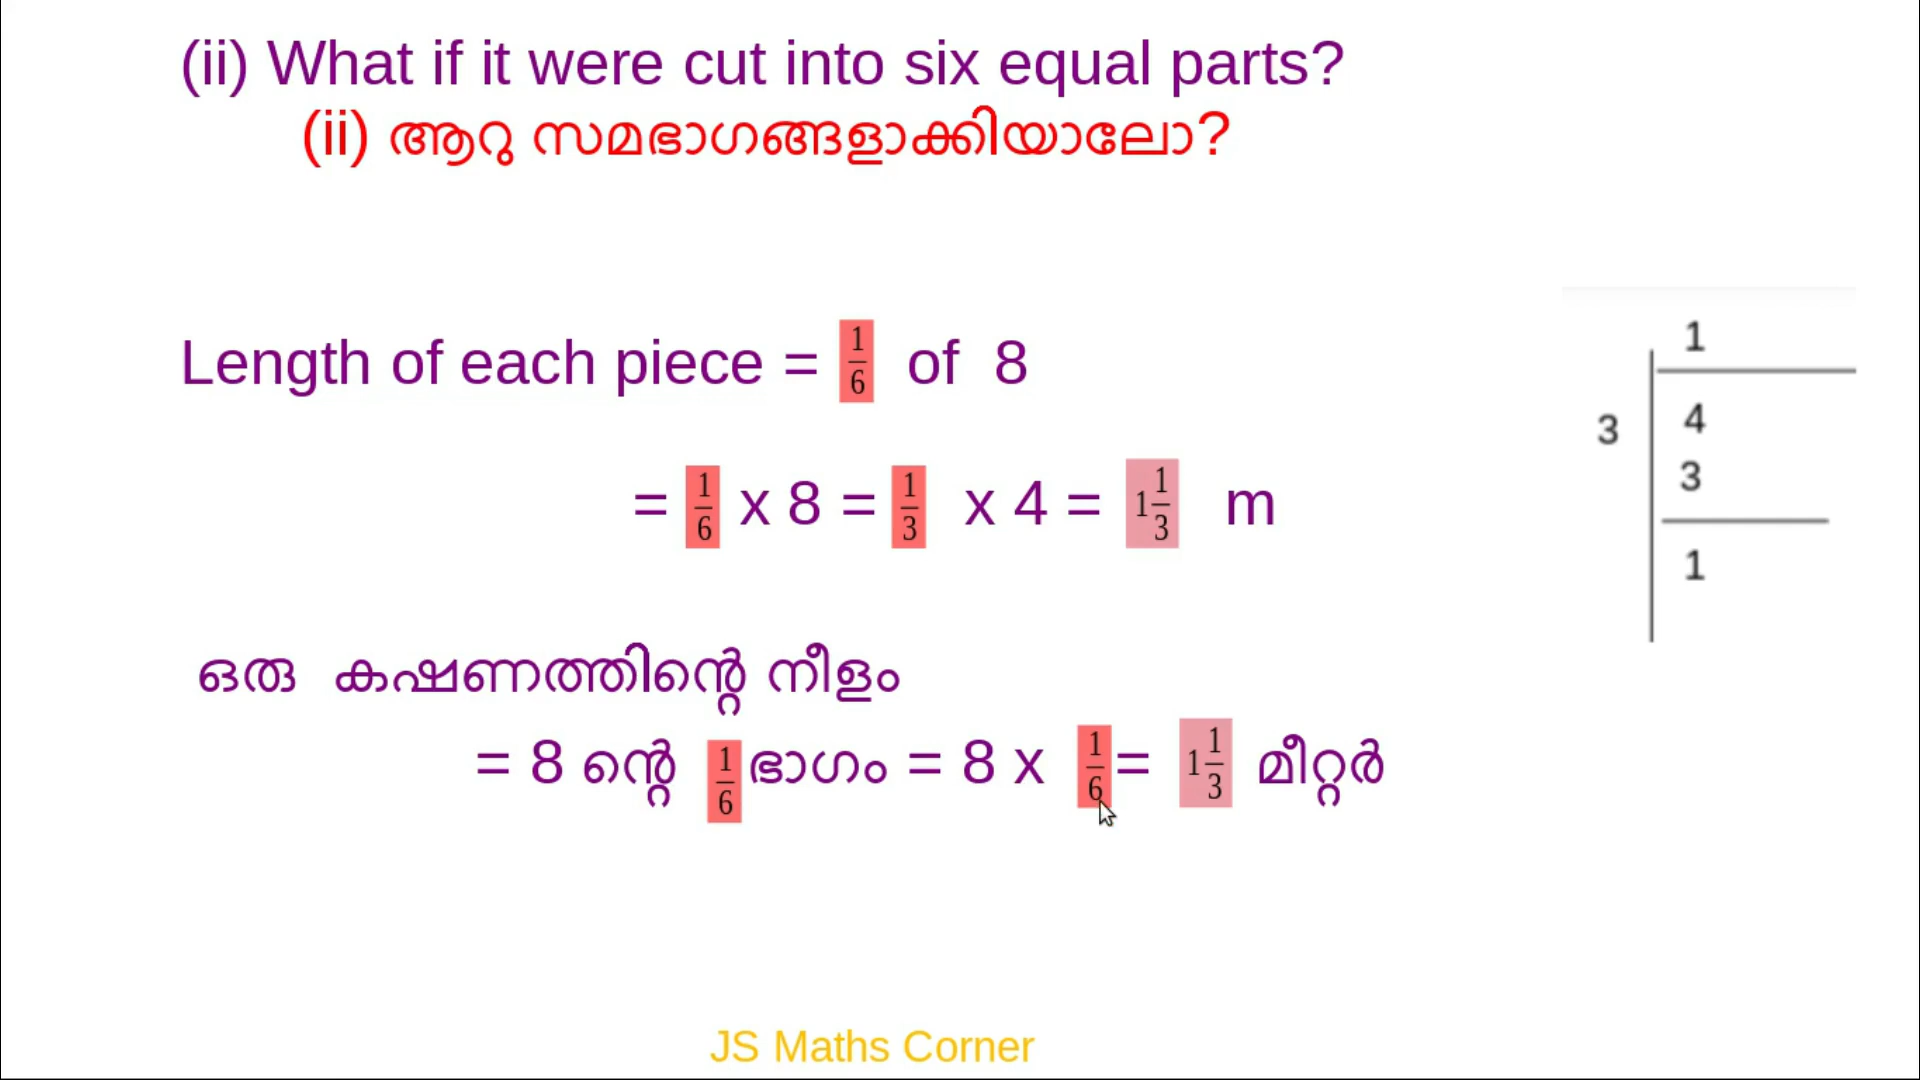 (ii) What if it were cut into six equal parts?
(ii) ആറു സമഭാഗങ്ങളാക്കിയാലോ?
Length of each piece = 1/6 of 8
= 1/6 x 8 = 1/3 x 4 = 1 1/3 m
1
3 4
3
1
ഒരു കഷണത്തിന്റെ നീളം
= 8 ന്റെ 1/6 ഭാഗം = 8 x 1/6 = 1 1/3 മീറ്റർ
JS Maths Corner